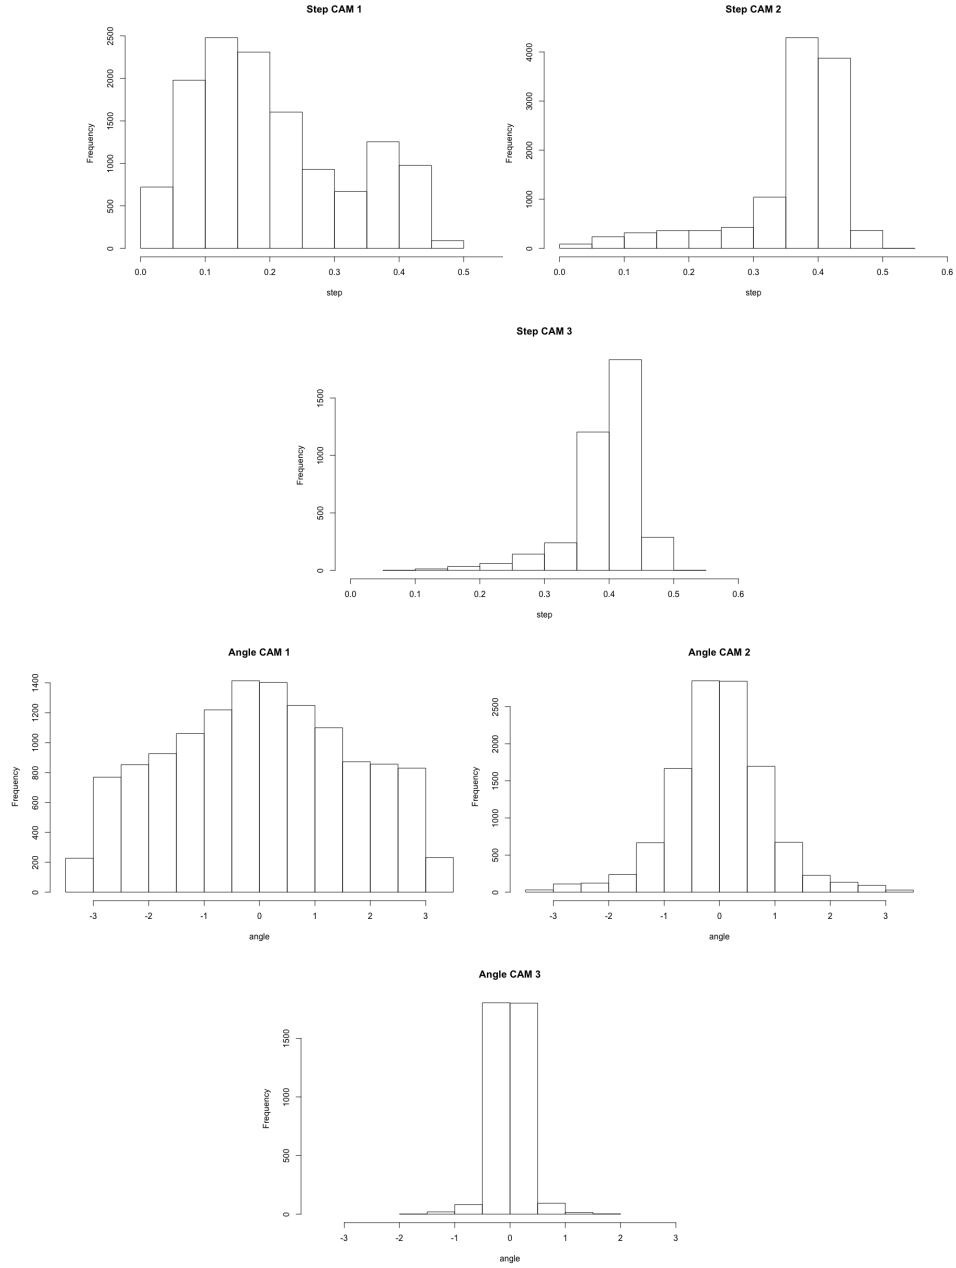 Step CAM 1
Frequency
0 500 1000 1500 2000 2500
0.0 0.1 0.2 0.3 0.4 0.5
step
Step CAM 2
Frequency
0 1000 2000 3000 4000
0.0 0.1 0.2 0.3 0.4 0.5 0.6
step
Step CAM 3
Frequency
0 500 1000 1500
0.0 0.1 0.2 0.3 0.4 0.5 0.6
step
Angle CAM 1
Frequency
0 200 400 600 800 1000 1200 1400
-3 -2 -1 0 1 2 3
angle
Angle CAM 2
Frequency
0 500 1000 1500 2000 2500
-3 -2 -1 0 1 2 3
angle
Angle CAM 3
Frequency
0 500 1000 1500
-3 -2 -1 0 1 2 3
angle